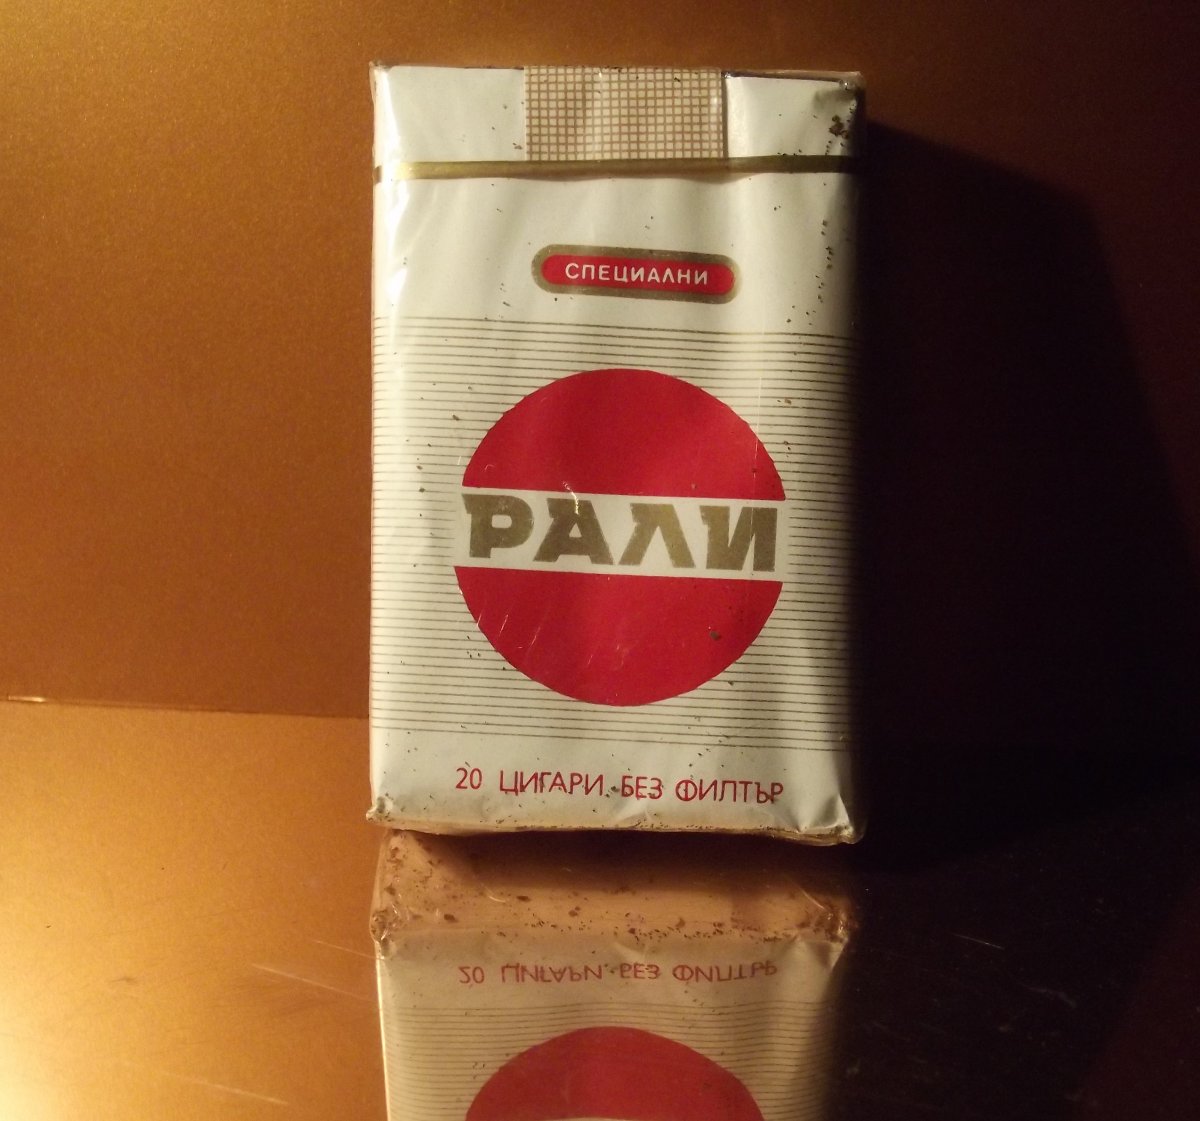 СПЕЦИАЛНИ
РАЛИ
20 ЦИГАРИ БЕЗ ФИЛТЪР